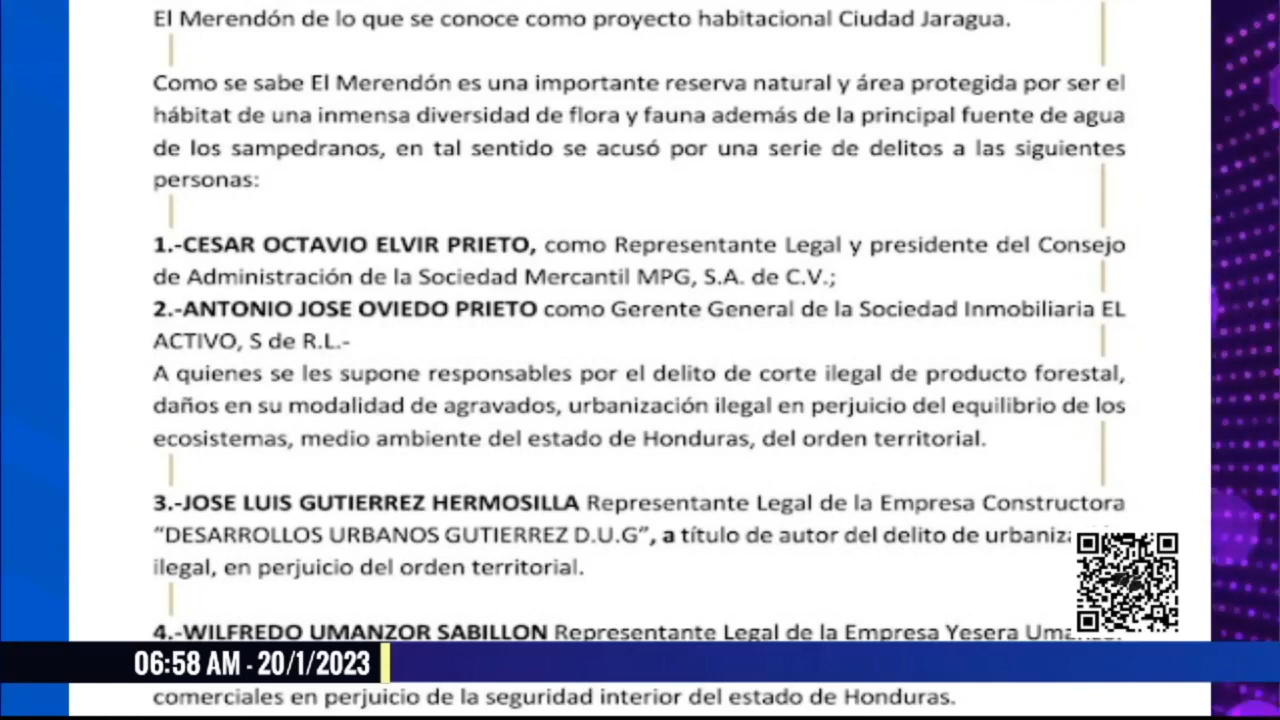 El Merendón de lo que se conoce como proyecto habitacional Ciudad Jaragua.
Como se sabe El Merendón es una importante reserva natural y área protegida por ser el
hábitat de una inmensa diversidad de flora y fauna además de la principal fuente de agua
de los sampedranos, en tal sentido se acusó por una serie de delitos a las siguientes
personas:
1.-CESAR OCTAVIO ELVIR PRIETO, como Representante Legal y presidente del Consejo
de Administración de la Sociedad Mercantil MPG, S.A. de C.V.;
2.-ANTONIO JOSE OVIEDO PRIETO como Gerente General de la Sociedad Inmobiliaria EL
ACTIVO, S de R.L.-
A quienes se les supone responsables por el delito de corte ilegal de producto forestal,
daños en su modalidad de agravados, urbanización ilegal en perjuicio del equilibrio de los
ecosistemas, medio ambiente del estado de Honduras, del orden territorial.
3.-JOSE LUIS GUTIERREZ HERMOSILLA Representante Legal de la Empresa Constructora
“DESARROLLOS URBANOS GUTIERREZ D.U.G”, a título de autor del delito de
ilegal, en perjuicio del orden territorial.
4.-WILFREDO UMANZOR SABILLON Representante Legal de la Empresa Yesera
06:58 AM - 20/1/2023
comerciales en perjuicio de la seguridad interior del estado de Honduras.